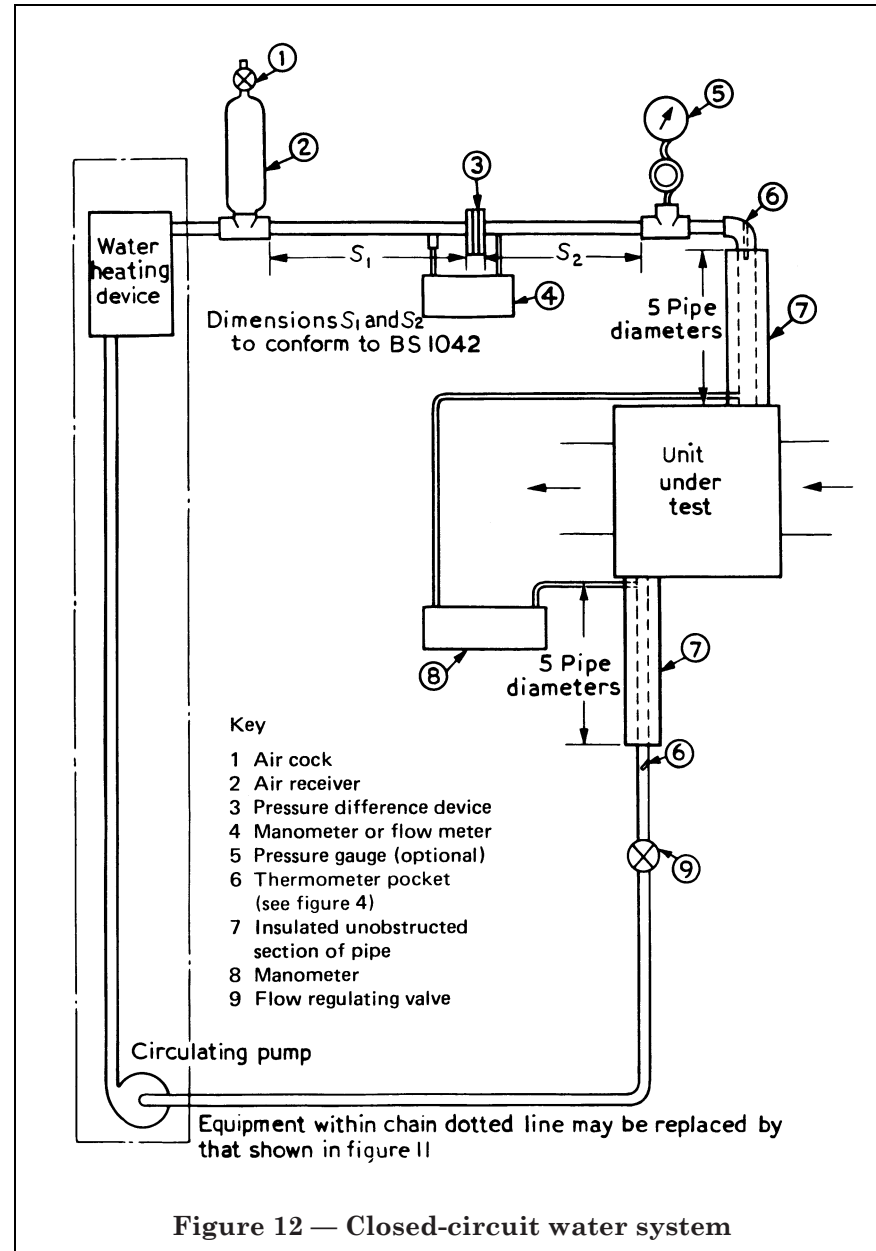 1
2
3
5
6
Water
heating
device
S1
S2
4
Dimensions S1 and S2
to conform to BS 1042
5 Pipe
diameters
7
Unit
under
test
8
5 Pipe
diameters
7
6
9
Key
1 Air cock
2 Air receiver
3 Pressure difference device
4 Manometer or flow meter
5 Pressure gauge (optional)
6 Thermometer pocket
(see figure 4)
7 Insulated unobstructed
section of pipe
8 Manometer
9 Flow regulating valve
Circulating pump
Equipment within chain dotted line may be replaced by
that shown in figure 11
Figure 12 — Closed-circuit water system